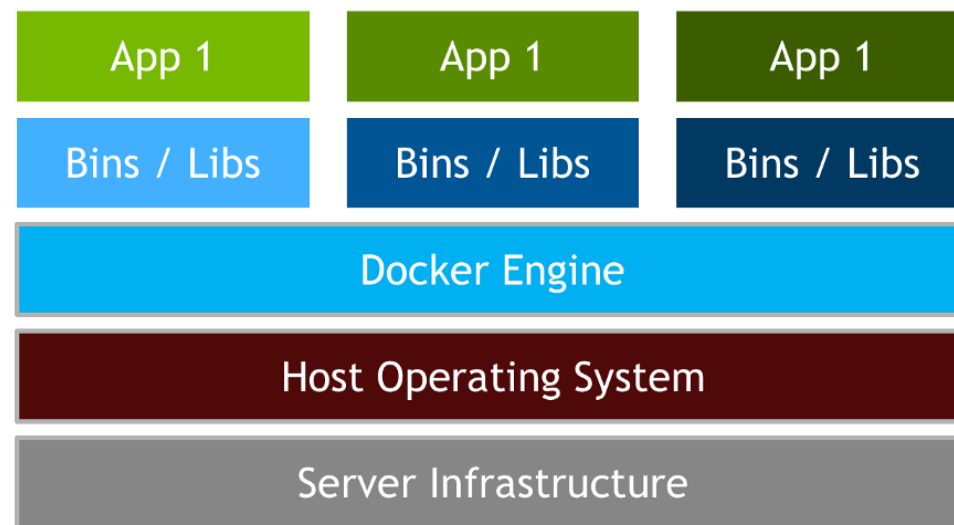 App 1
App 1
App 1
Bins / Libs
Bins / Libs
Bins / Libs
Docker Engine
Host Operating System
Server Infrastructure